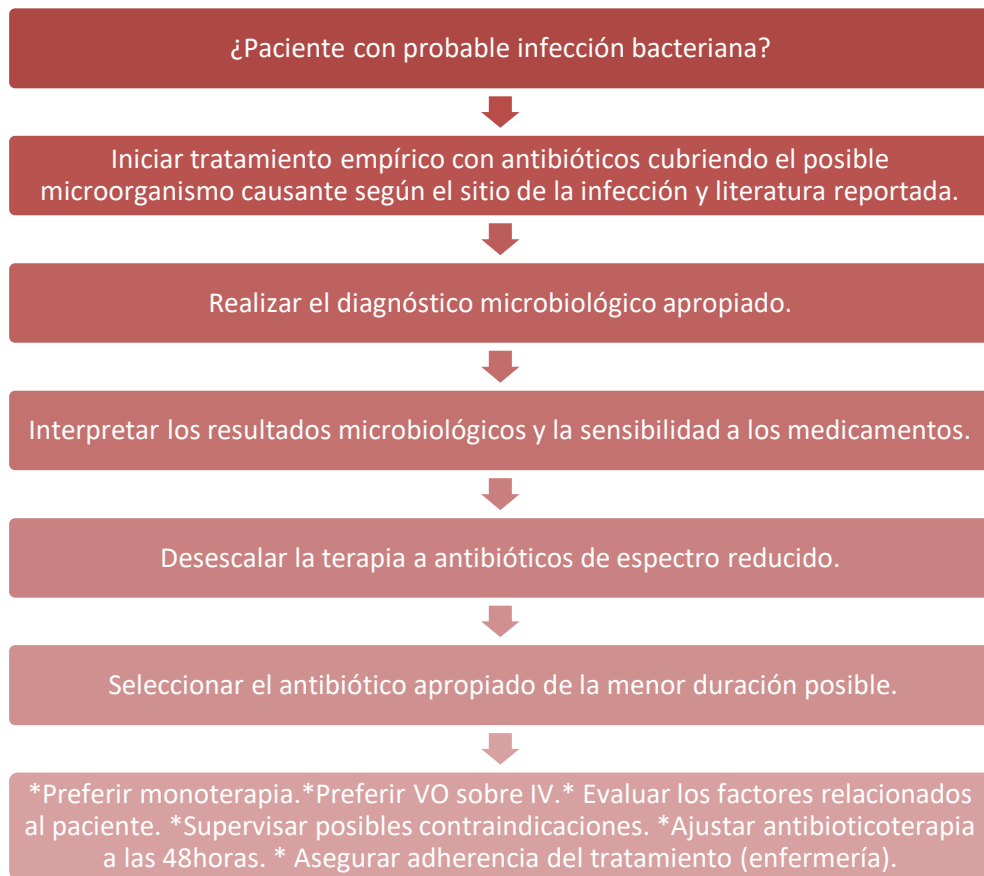 ¿Paciente con probable infección bacteriana?
Iniciar tratamiento empírico con antibióticos cubriendo el posible
microorganismo causante según el sitio de la infección y literatura reportada.
Realizar el diagnóstico microbiológico apropiado.
Interpretar los resultados microbiológicos y la sensibilidad a los medicamentos.
Desescalar la terapia a antibióticos de espectro reducido.
Seleccionar el antibiótico apropiado de la menor duración posible.
*Preferir monoterapia.*Preferir VO sobre IV.* Evaluar los factores relacionados
al paciente. *Supervisar posibles contraindicaciones. *Ajustar antibioticoterapia
a las 48horas. * Asegurar adherencia del tratamiento (enfermería).